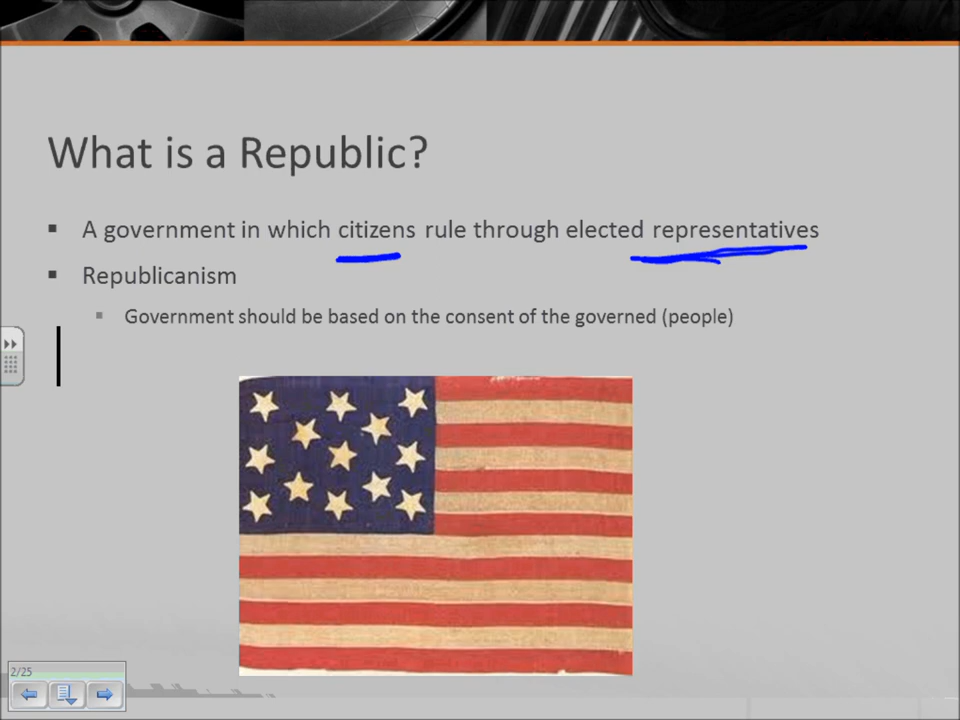 What is a Republic?
A government in which citizens rule through elected representatives
Republicanism
Government should be based on the consent of the governed (people)
2/25